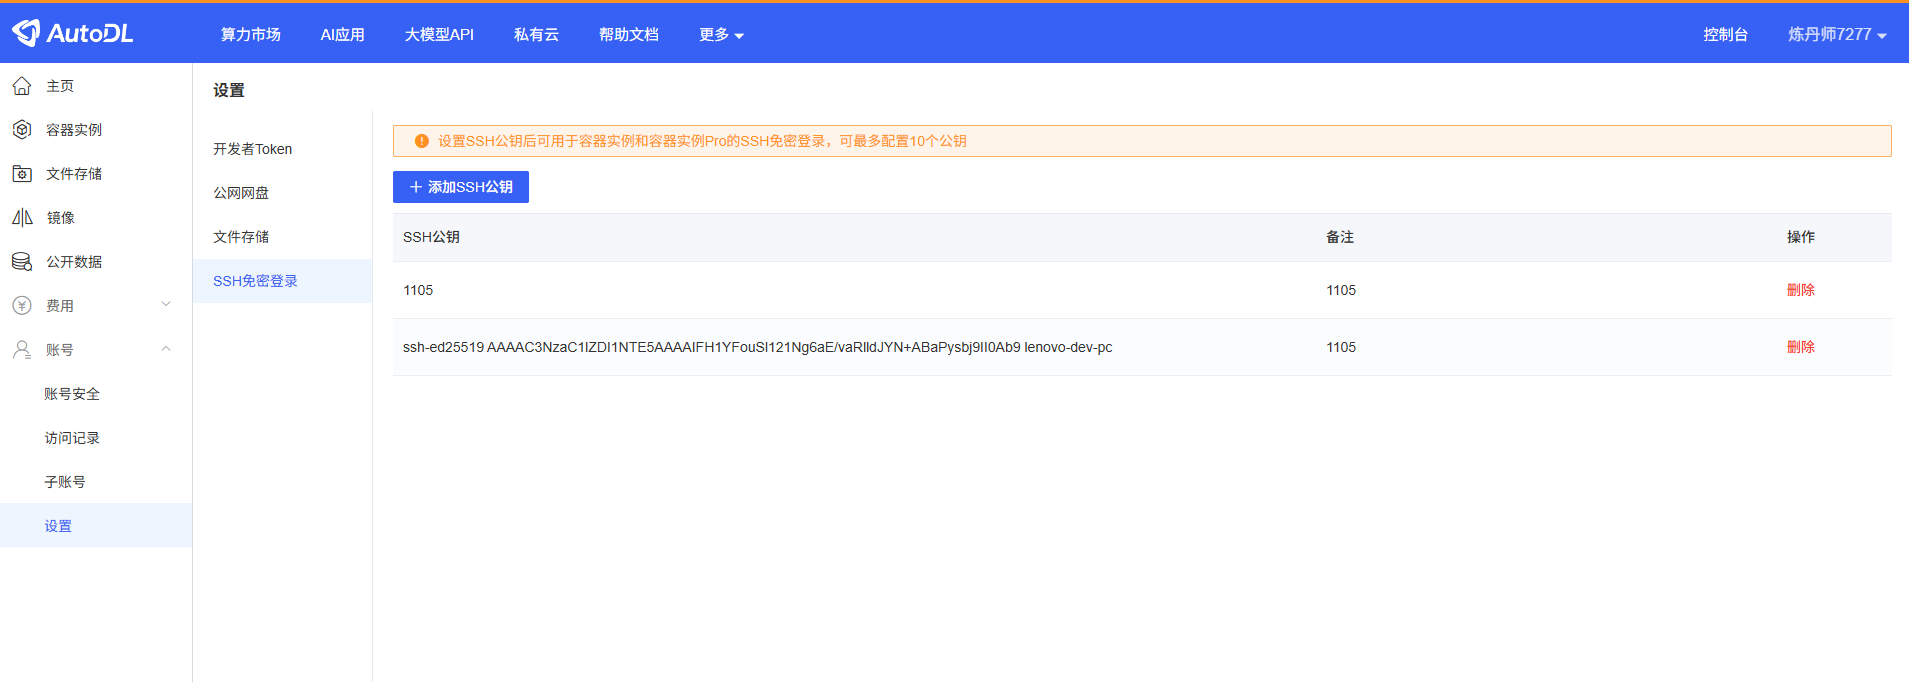 AutoDL 算力市场 AI应用 大模型API 私有云 帮助文档 更多 控制台 炼丹师7277
主页
容器实例
文件存储
镜像
公开数据
费用
账号
账号安全
访问记录
子账号
设置
设置
开发者Token
公网网盘
文件存储
SSH免密登录
设置SSH公钥后可用于容器实例和容器实例Pro的SSH免密登录，可最多配置10个公钥
添加SSH公钥
SSH公钥 备注 操作
1105 1105 删除
ssh-ed25519 AAAAC3NzaC1lZDI1NTE5AAAAIFH1YFouSl121Ng6aE/vaRlldJYN+ABaPysbj9II0Ab9 lenovo-dev-pc 1105 删除